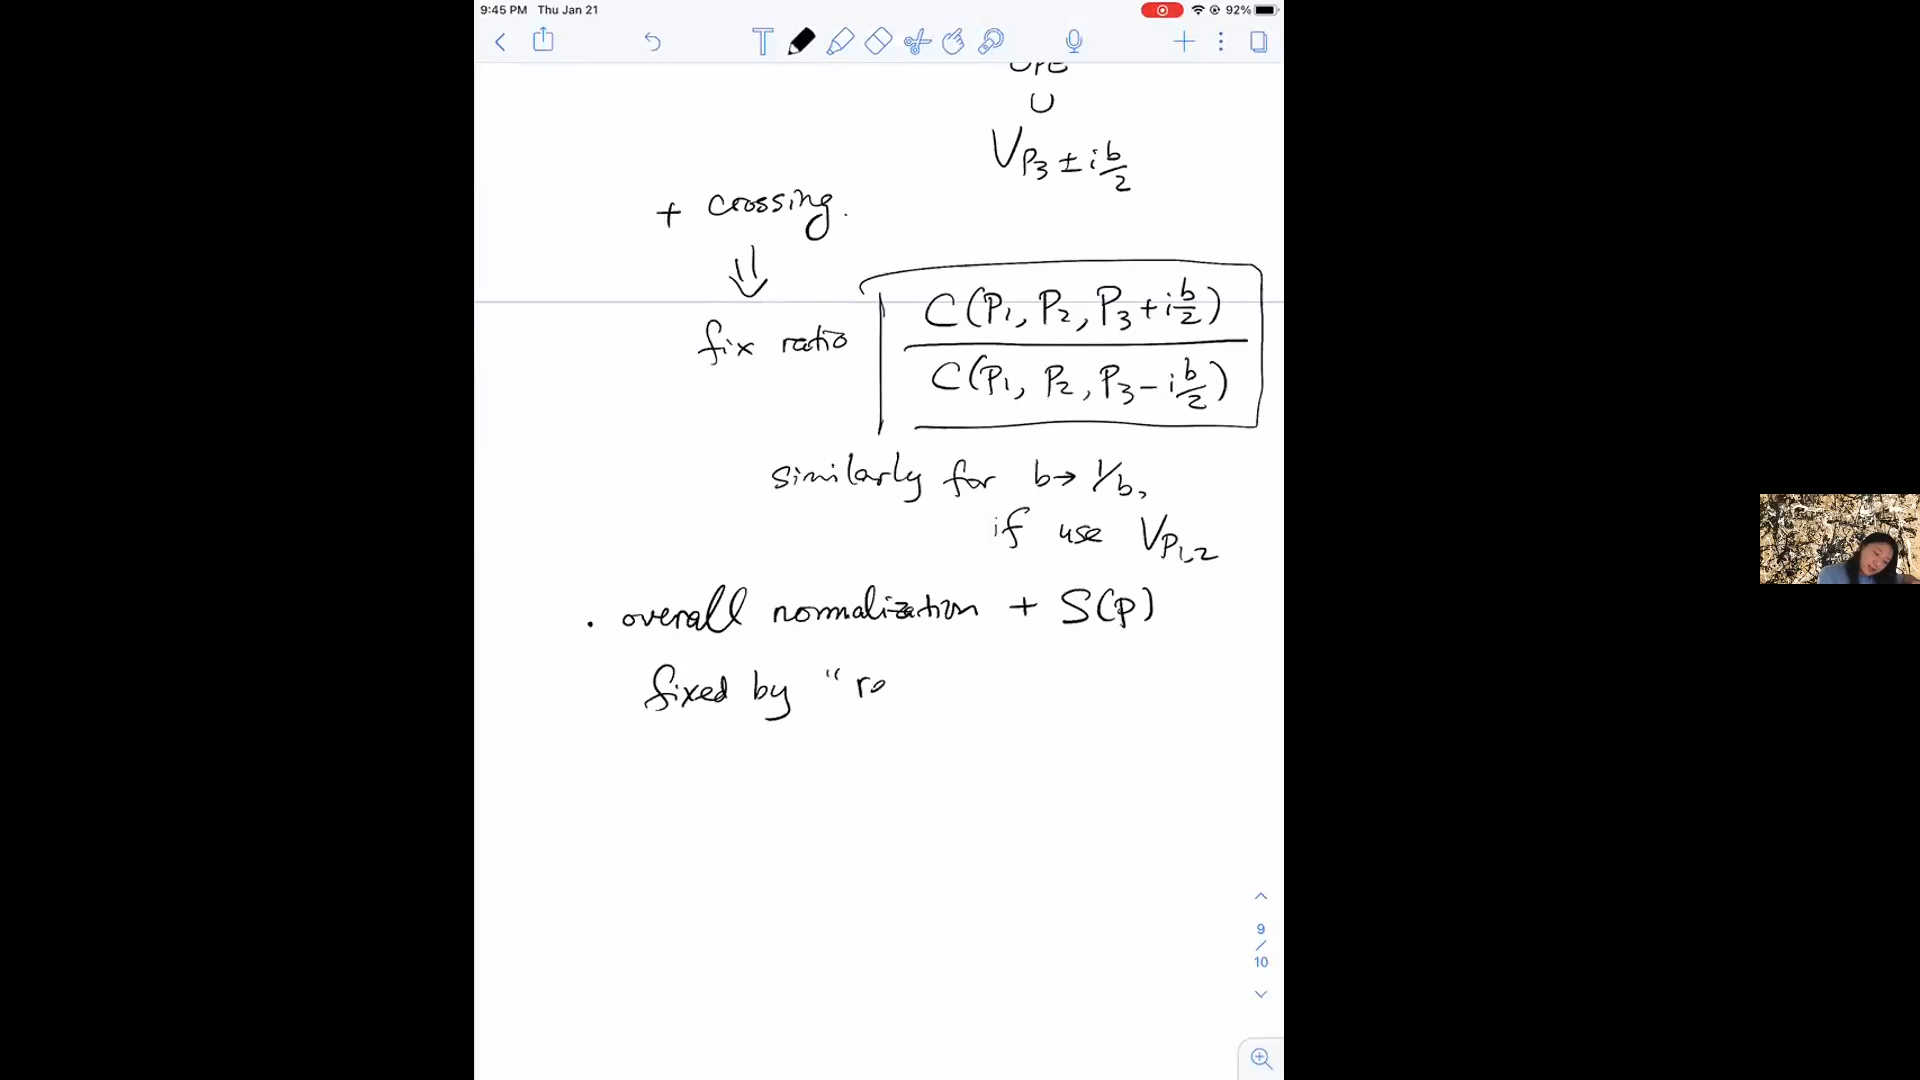 9:45 PM Thu Jan 21
92%
OPE
∪
V_{P_3 ± i b/2}
+ crossing.
⇓
fix ratio
C(P_1, P_2, P_3 + i b/2)
C(P_1, P_2, P_3 - i b/2)
similarly for b → 1/b,
if use V_{P_{1,2}}
. overall normalization + S(P)
fixed by “ ro
9
/
10